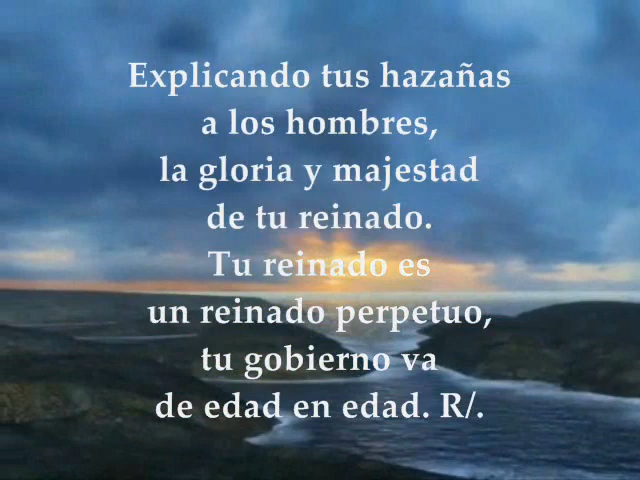 Explicando tus hazañas
a los hombres,
la gloria y majestad
de tu reinado.
Tu reinado es
un reinado perpetuo,
tu gobierno va
de edad en edad. R/.